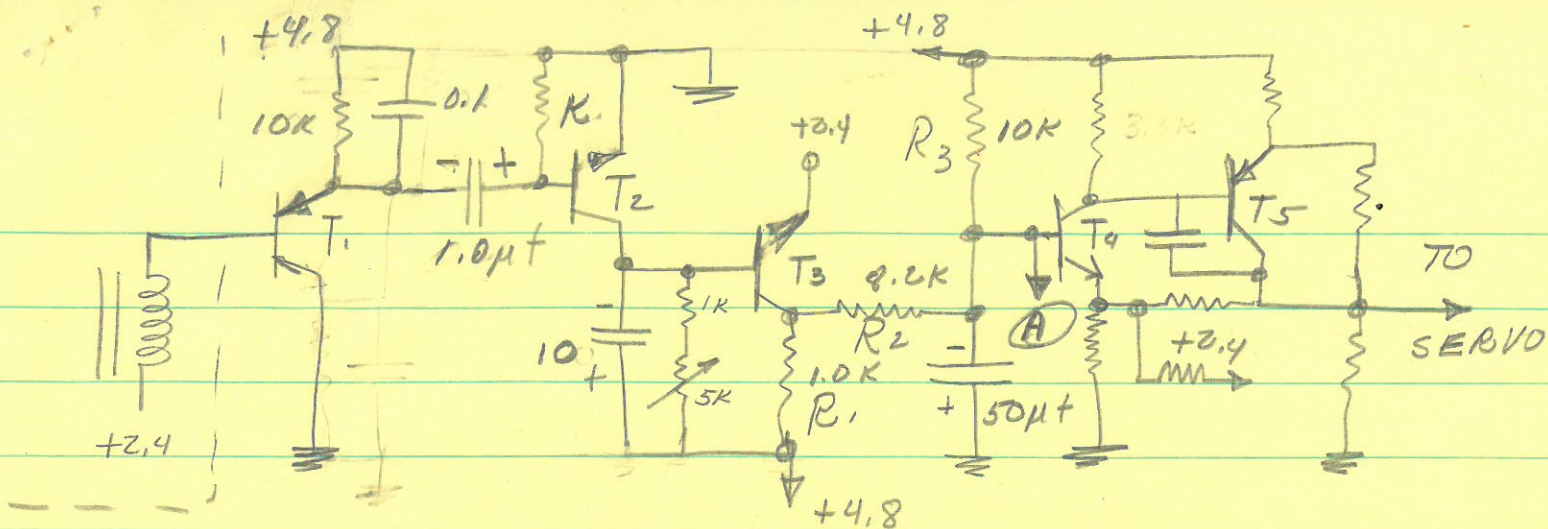 +4.8
+4.8
0.1
10K
K.
+2.4
R3
10K
T1
- +
1.0µf
T2
T3
T4
T5
8.2K
R2
1K
5K
10
-
+
1.0K
R1
-
+
50µf
A
+2.4
TO
SERVO
+2.4
+4.8